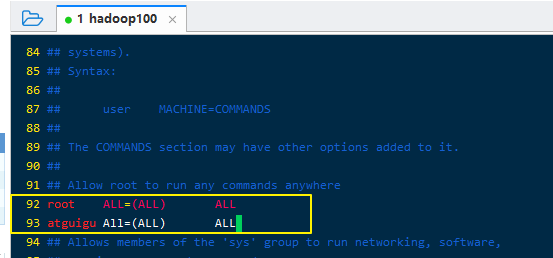 1 hadoop100 ×
84 ## systems).
85 ## Syntax:
86 ##
87 ##      user    MACHINE=COMMANDS
88 ##
89 ## The COMMANDS section may have other options added to it.
90 ##
91 ## Allow root to run any commands anywhere
92 root    ALL=(ALL)       ALL
93 atguigu All=(ALL)       ALL
94 ## Allows members of the 'sys' group to run networking, software,